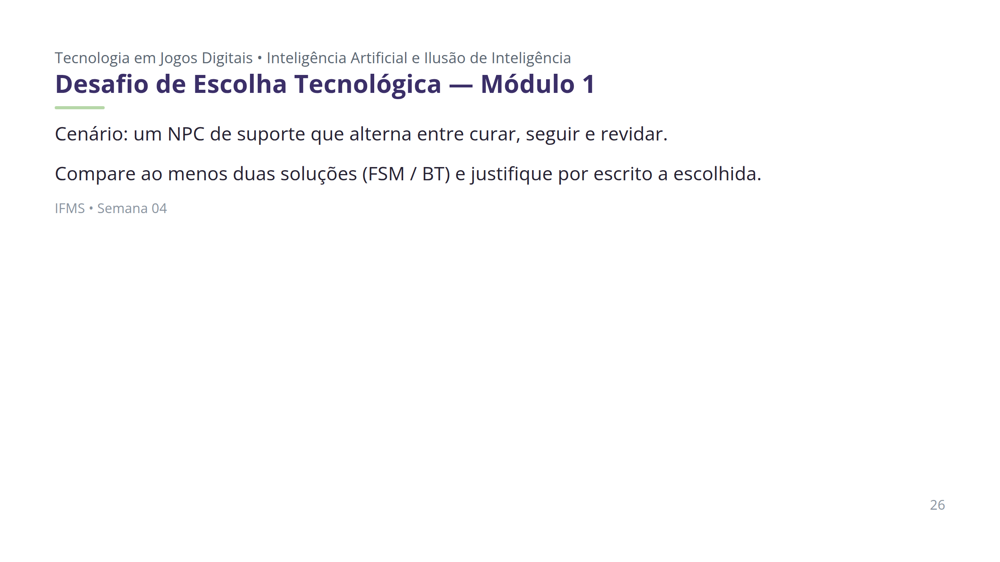 Tecnologia em Jogos Digitais • Inteligência Artificial e Ilusão de Inteligência
Desafio de Escolha Tecnológica — Módulo 1
Cenário: um NPC de suporte que alterna entre curar, seguir e revidar.
Compare ao menos duas soluções (FSM / BT) e justifique por escrito a escolhida.
IFMS • Semana 04
26